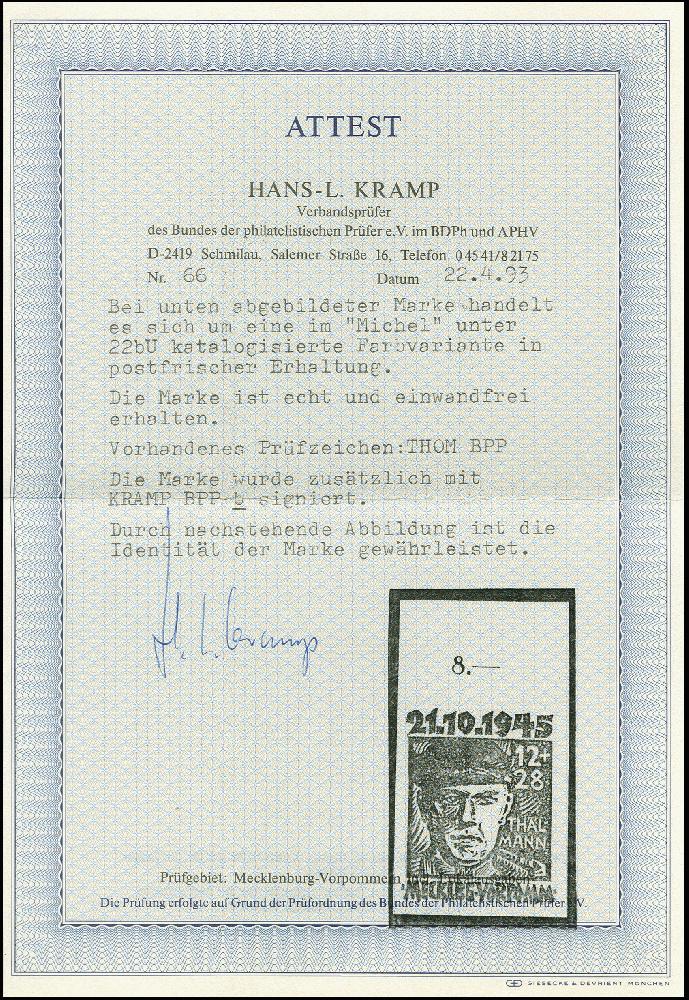 ATTEST
HANS-L. KRAMP
Verbandsprüfer
des Bundes der philatelistischen Prüfer e.V. im BDPh und APHV
D-2419 Schmilau, Salemer Straße 16, Telefon 04541/82175
Nr. 66 Datum 22.4.93
Bei unten abgebildeter Marke handelt
es sich um eine im "Michel" unter
22bU katalogisierte Farbvariante in
postfrischer Erhaltung.
Die Marke ist echt und einwandfrei
erhalten.
Vorhandenes Prüfzeichen:THOM BPP
Die Marke wurde zusätzlich mit
KRAMP BPP b signiert.
Durch nachstehende Abbildung ist die
Identität der Marke gewährleistet.
H. L. Kramp
8.—
21.10.1945
12+
28
THÄL
MANN
MECKLBG-VORPOMM
Prüfgebiet: Mecklenburg-Vorpommern
Die Prüfung erfolgte auf Grund der Prüfordnung des Bundes der Philatelistischen Prüfer e.V.
GIESECKE & DEVRIENT MÜNCHEN